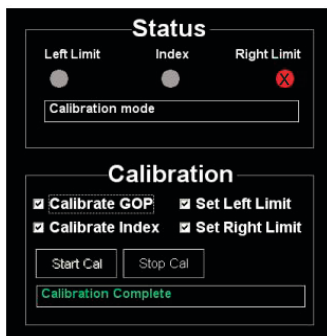 Status
Left Limit Index Right Limit
X
Calibration mode
Calibration
Calibrate GOP Set Left Limit
Calibrate Index Set Right Limit
Start Cal Stop Cal
Calibration Complete